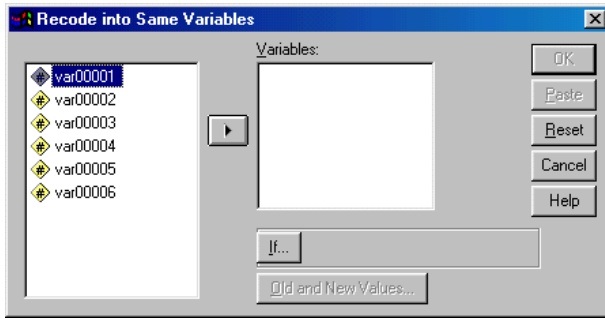 Recode into Same Variables
Variables:
var00001
var00002
var00003
var00004
var00005
var00006
OK
Paste
Reset
Cancel
Help
If...
Old and New Values...